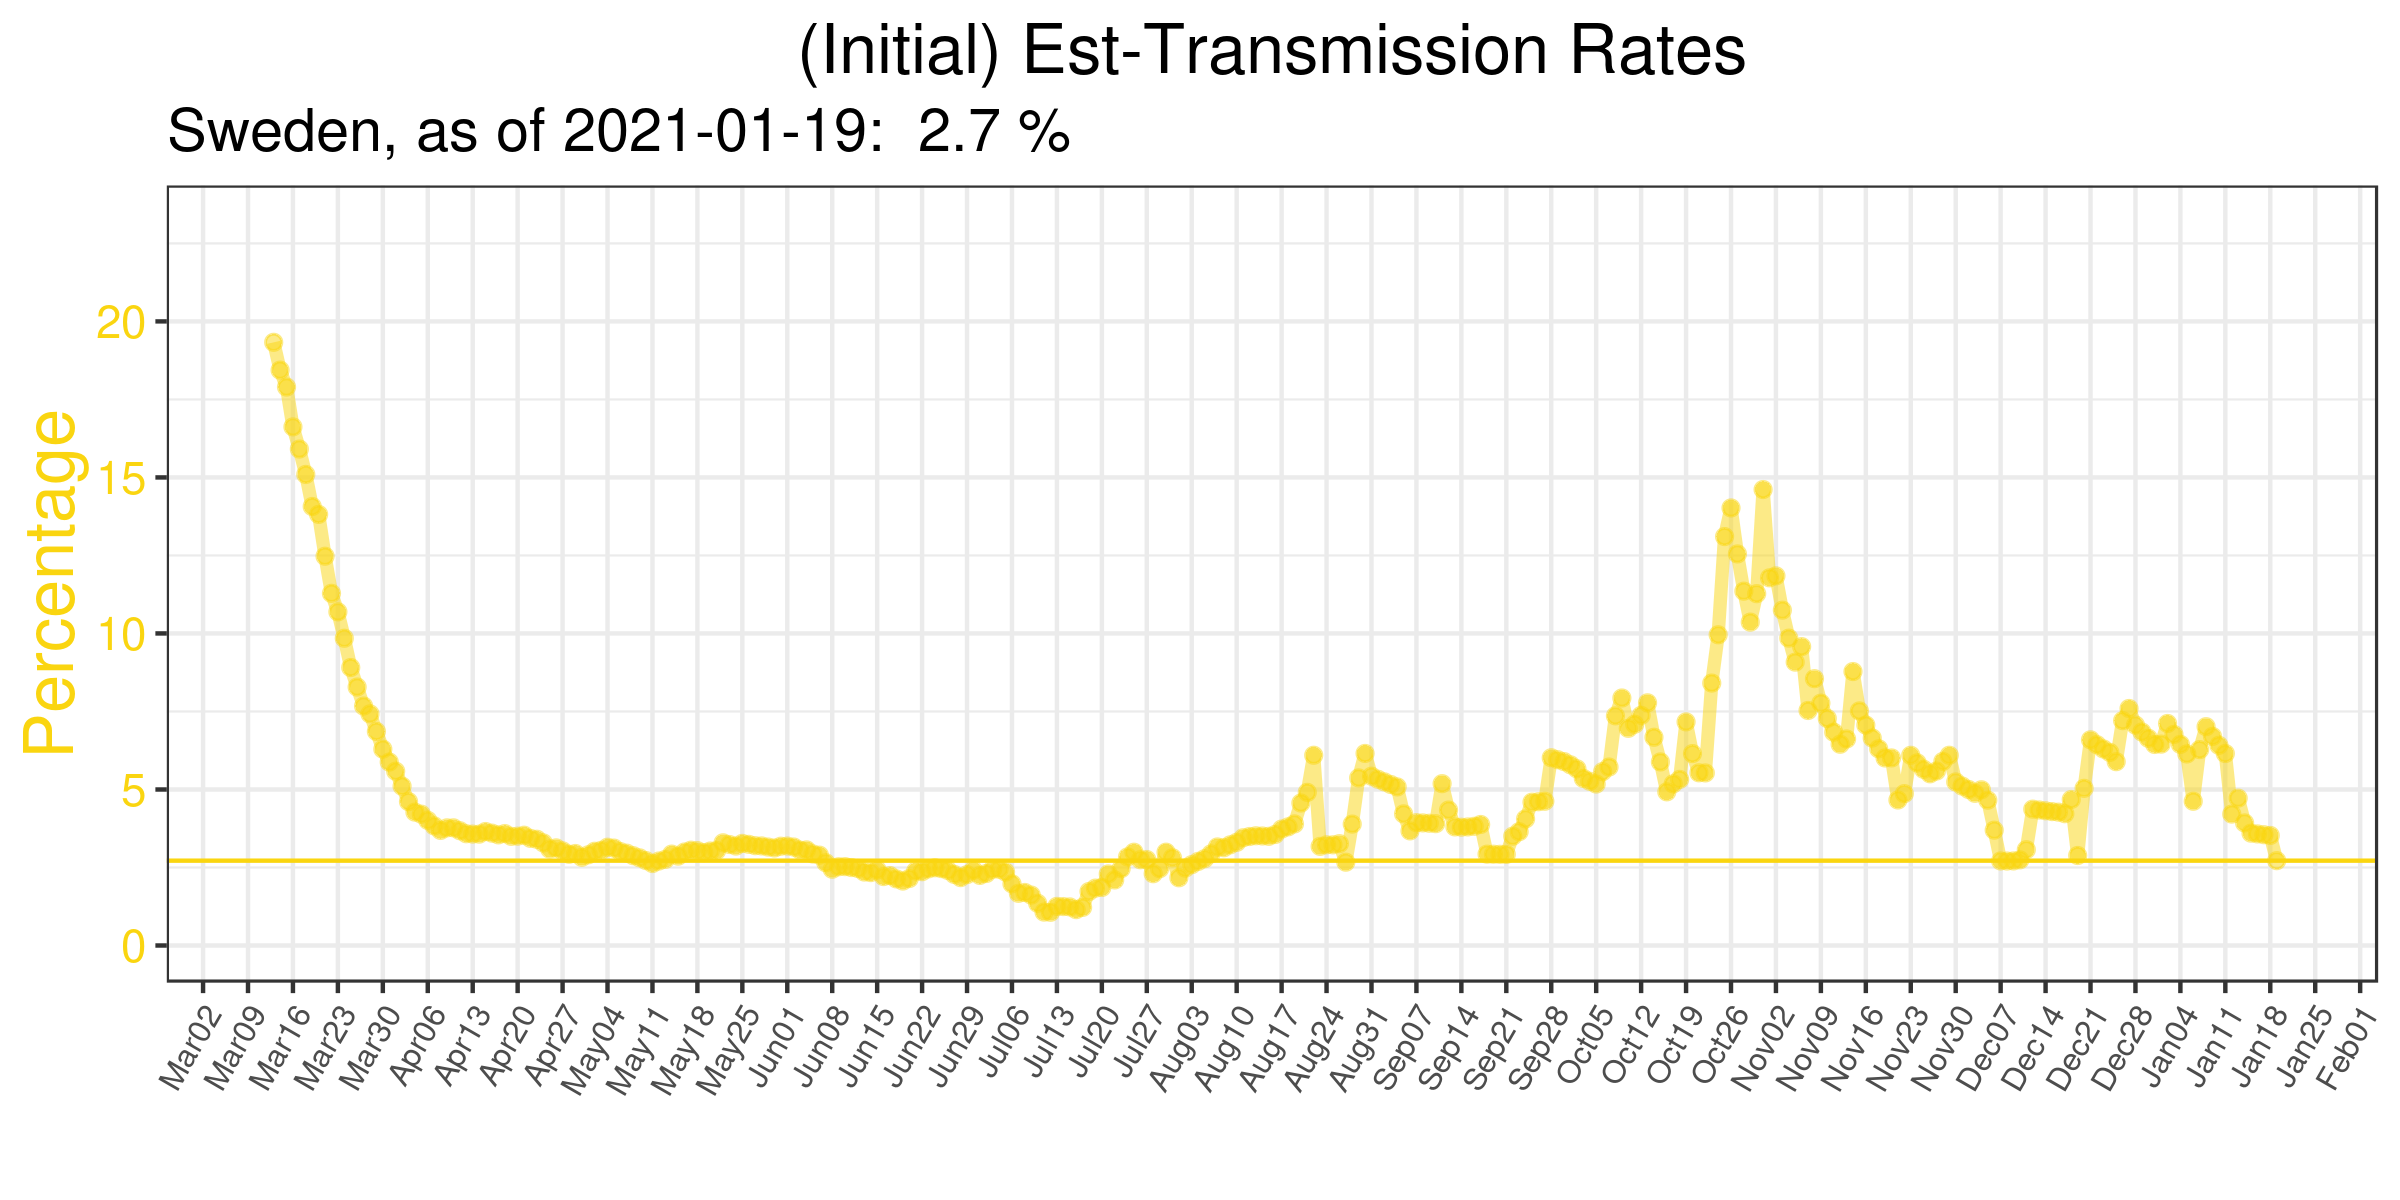 (Initial) Est-Transmission Rates
Sweden, as of 2021-01-19:  2.7 %
Percentage
20
15
10
5
0
Mar02 Mar09 Mar16 Mar23 Mar30 Apr06 Apr13 Apr20 Apr27 May04 May11 May18 May25 Jun01 Jun08 Jun15 Jun22 Jun29 Jul06 Jul13 Jul20 Jul27 Aug03 Aug10 Aug17 Aug24 Aug31 Sep07 Sep14 Sep21 Sep28 Oct05 Oct12 Oct19 Oct26 Nov02 Nov09 Nov16 Nov23 Nov30 Dec07 Dec14 Dec21 Dec28 Jan04 Jan11 Jan18 Jan25 Feb01